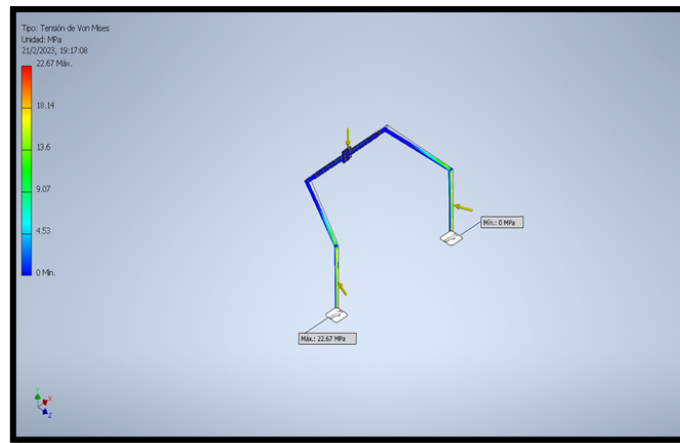 Tipo: Tensión de Von Mises
Unidad: MPa
21/2/2023, 19:17:08
22.67 Máx.
18.14
13.6
9.07
4.53
0 Mín.
Mín.: 0 MPa
Máx.: 22.67 MPa
Y
X
Z